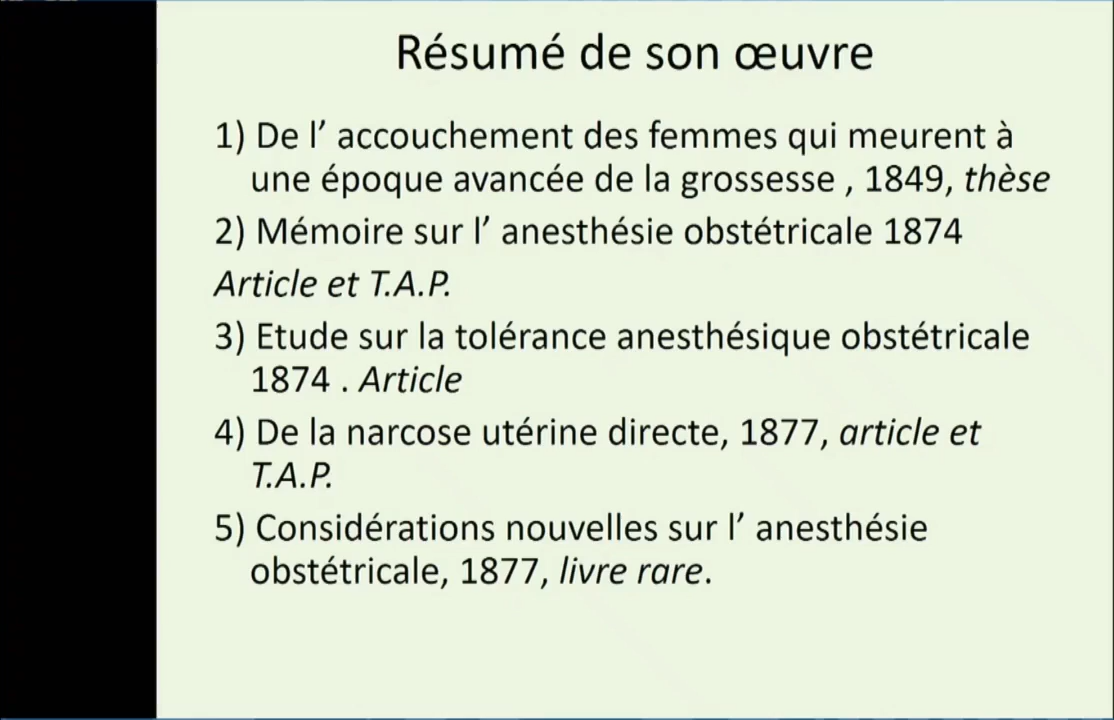 Résumé de son œuvre
1) De l’ accouchement des femmes qui meurent à
une époque avancée de la grossesse , 1849, thèse
2) Mémoire sur l’ anesthésie obstétricale 1874
Article et T.A.P.
3) Etude sur la tolérance anesthésique obstétricale
1874 . Article
4) De la narcose utérine directe, 1877, article et
T.A.P.
5) Considérations nouvelles sur l’ anesthésie
obstétricale, 1877, livre rare.